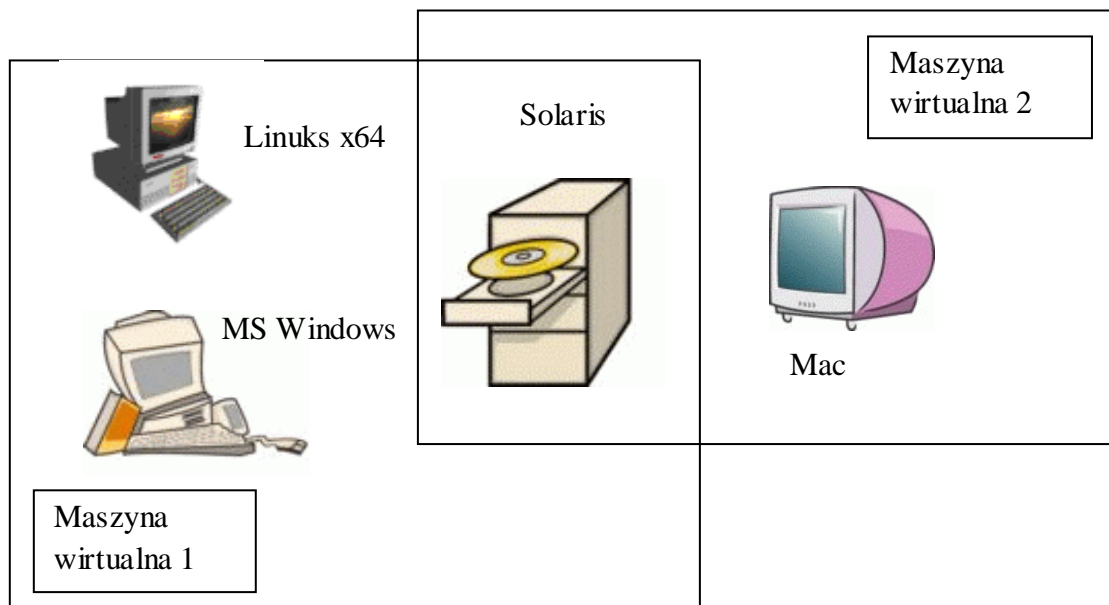 Maszyna
wirtualna 2
Solaris
Linuks x64
MS Windows
Mac
Maszyna
wirtualna 1